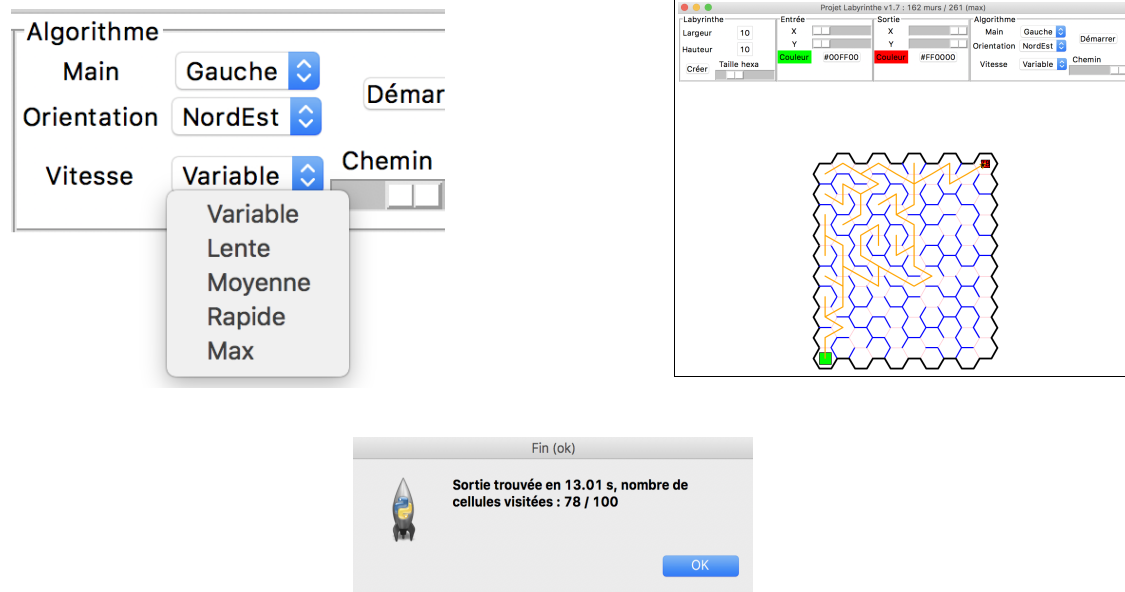 Algorithme
Main Gauche
Démar
Orientation NordEst
Chemin
Vitesse Variable
Variable
Lente
Moyenne
Rapide
Max
Projet Labyrinthe v1.7 : 162 murs / 261 (max)
Labyrinthe Entrée Sortie Algorithme
Largeur 10 X X Main Gauche Démarrer
Hauteur 10 Y Y Orientation NordEst
Couleur #00FF00 Couleur #FF0000
Créer Taille hexa Vitesse Variable Chemin
Fin (ok)
Sortie trouvée en 13.01 s, nombre de
cellules visitées : 78 / 100
OK